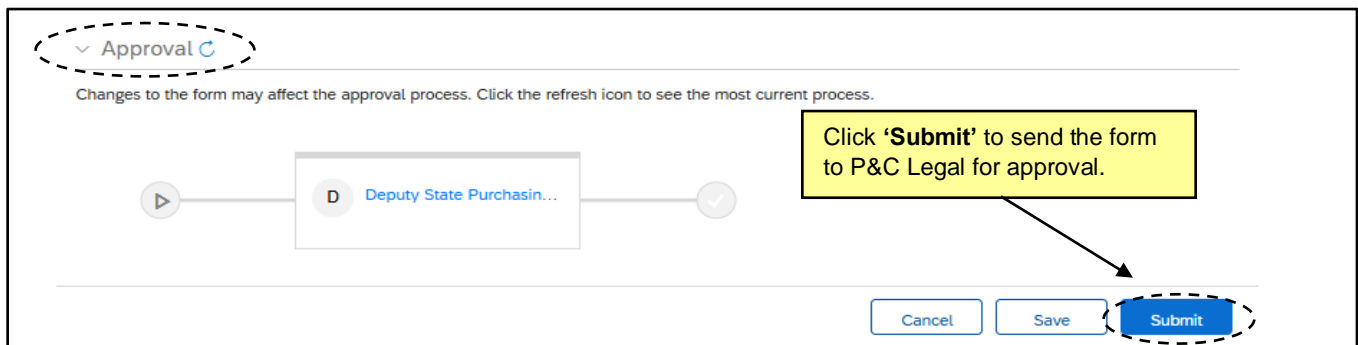 Approval
Changes to the form may affect the approval process. Click the refresh icon to see the most current process.
Click ‘Submit’ to send the form
to P&C Legal for approval.
D Deputy State Purchasin...
Cancel Save Submit